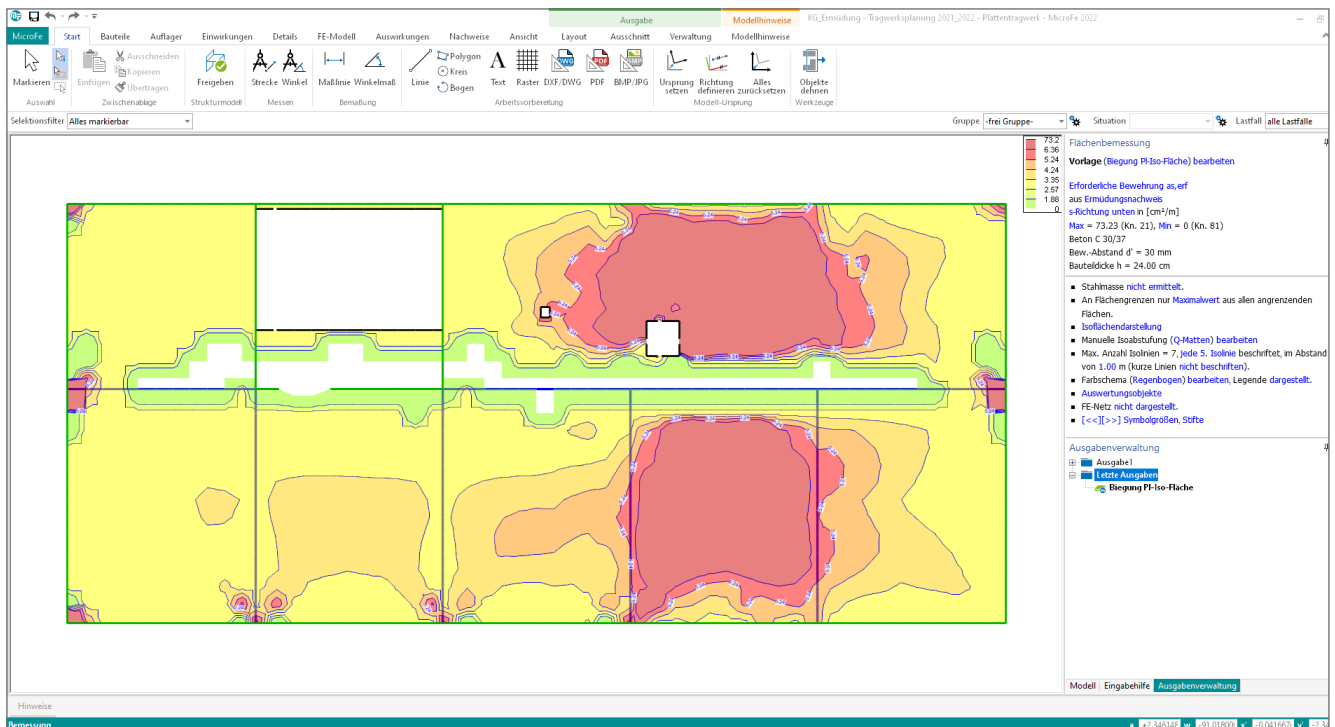 Ausgabe Modellhinweise KG_Ermüdung - Tragwerksplanung 2021_2022 - Plattentragwerk - MicroFe 2022
MicroFe Start Bauteile Auflager Einwirkungen Details FE-Modell Auswirkungen Nachweise Ansicht Layout Ausschnitt Verwaltung Modellhinweise
Markieren
Einfügen
Ausschneiden
Kopieren
Übertragen
Freigeben
Strecke Winkel
Maßlinie Winkelmaß
Linie
Polygon
Kreis
Bogen
Text Raster DXF/DWG PDF BMP/JPG
Ursprung setzen
Richtung definieren
Alles zurücksetzen
Objekte dehnen
Auswahl Zwischenablage Strukturmodell Messen Bemaßung Arbeitsvorbereitung Modell-Ursprung Werkzeuge
Selektionsfilter Alles markierbar Gruppe -frei Gruppe- Situation Lastfall alle Lastfälle
73.2
6.36
5.24
4.24
3.35
2.57
1.88
0
Flächenbemessung
Vorlage (Biegung Pl-Iso-Fläche) bearbeiten
Erforderliche Bewehrung as,erf
aus Ermüdungsnachweis
s-Richtung unten in [cm²/m]
Max = 73.23 (Kn. 21), Min = 0 (Kn. 81)
Beton C 30/37
Bew.-Abstand d' = 30 mm
Bauteildicke h = 24.00 cm
Stahlmasse nicht ermittelt.
An Flächengrenzen nur Maximalwert aus allen angrenzenden
Flächen.
Isoflächendarstellung
Manuelle Isoabstufung (Q-Matten) bearbeiten
Max. Anzahl Isolinien = 7, jede 5. Isolinie beschriftet, im Abstand
von 1.00 m (kurze Linien nicht beschriften).
Farbschema (Regenbogen) bearbeiten, Legende dargestellt.
Auswertungsobjekte
FE-Netz nicht dargestellt.
[<<][>>] Symbolgrößen, Stifte
Ausgabenverwaltung
Ausgabe1
Letzte Ausgaben
Biegung Pl-Iso-Fläche
Modell Eingabehilfe Ausgabenverwaltung
Hinweise
Bemessung